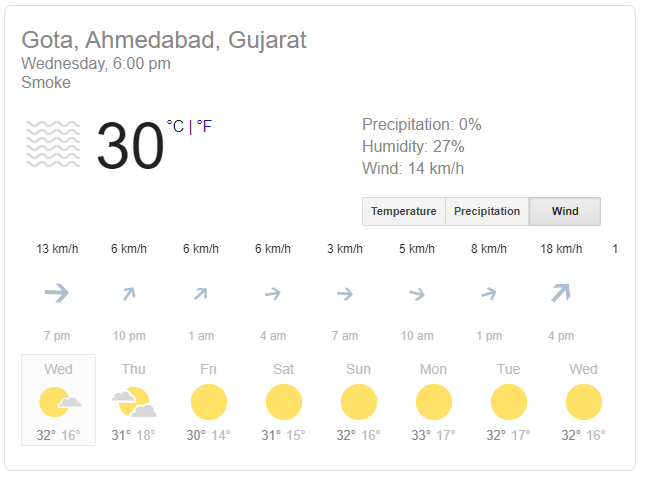 Gota, Ahmedabad, Gujarat
Wednesday, 6:00 pm
Smoke
30 °C | °F
Precipitation: 0%
Humidity: 27%
Wind: 14 km/h
Temperature Precipitation Wind
13 km/h 6 km/h 6 km/h 6 km/h 3 km/h 5 km/h 8 km/h 18 km/h 1
7 pm 10 pm 1 am 4 am 7 am 10 am 1 pm 4 pm
Wed Thu Fri Sat Sun Mon Tue Wed
32° 16° 31° 18° 30° 14° 31° 15° 32° 16° 33° 17° 32° 17° 32° 16°